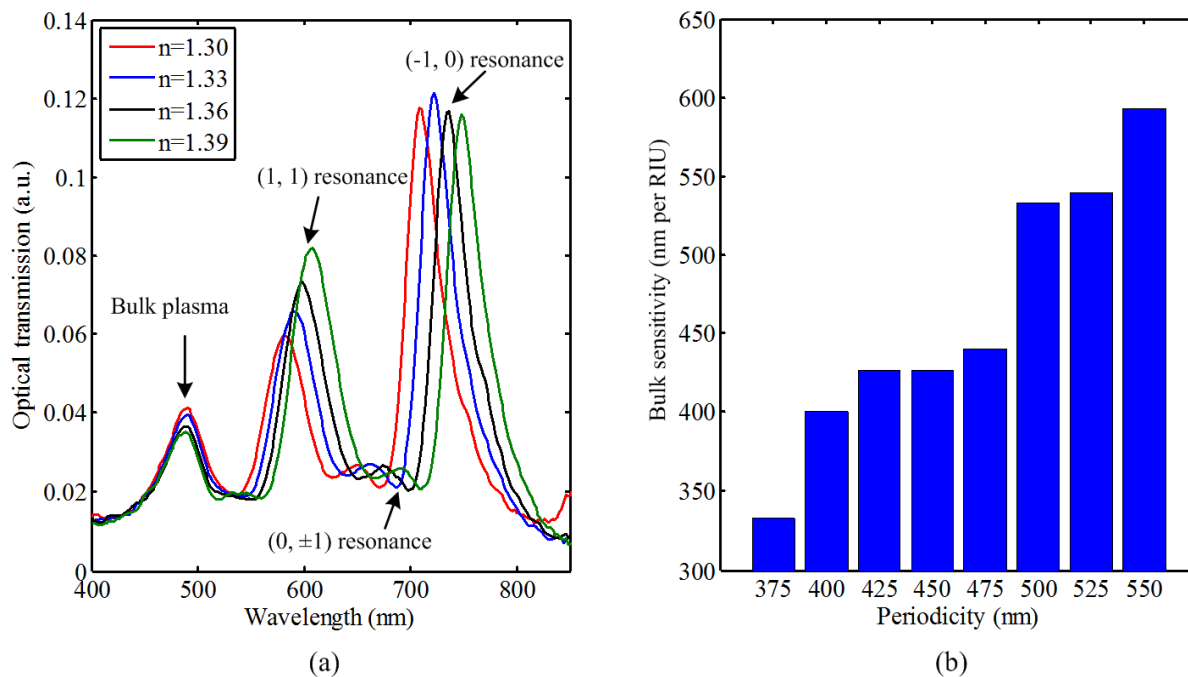 0.14
0.12
0.1
0.08
0.06
0.04
0.02
0
Optical transmission (a.u.)
n=1.30
n=1.33
n=1.36
n=1.39
(-1, 0) resonance
(1, 1) resonance
Bulk plasma
(0, ±1) resonance
400 500 600 700 800
Wavelength (nm)
(a)
650
600
550
500
450
400
350
300
Bulk sensitivity (nm per RIU)
375 400 425 450 475 500 525 550
Periodicity (nm)
(b)